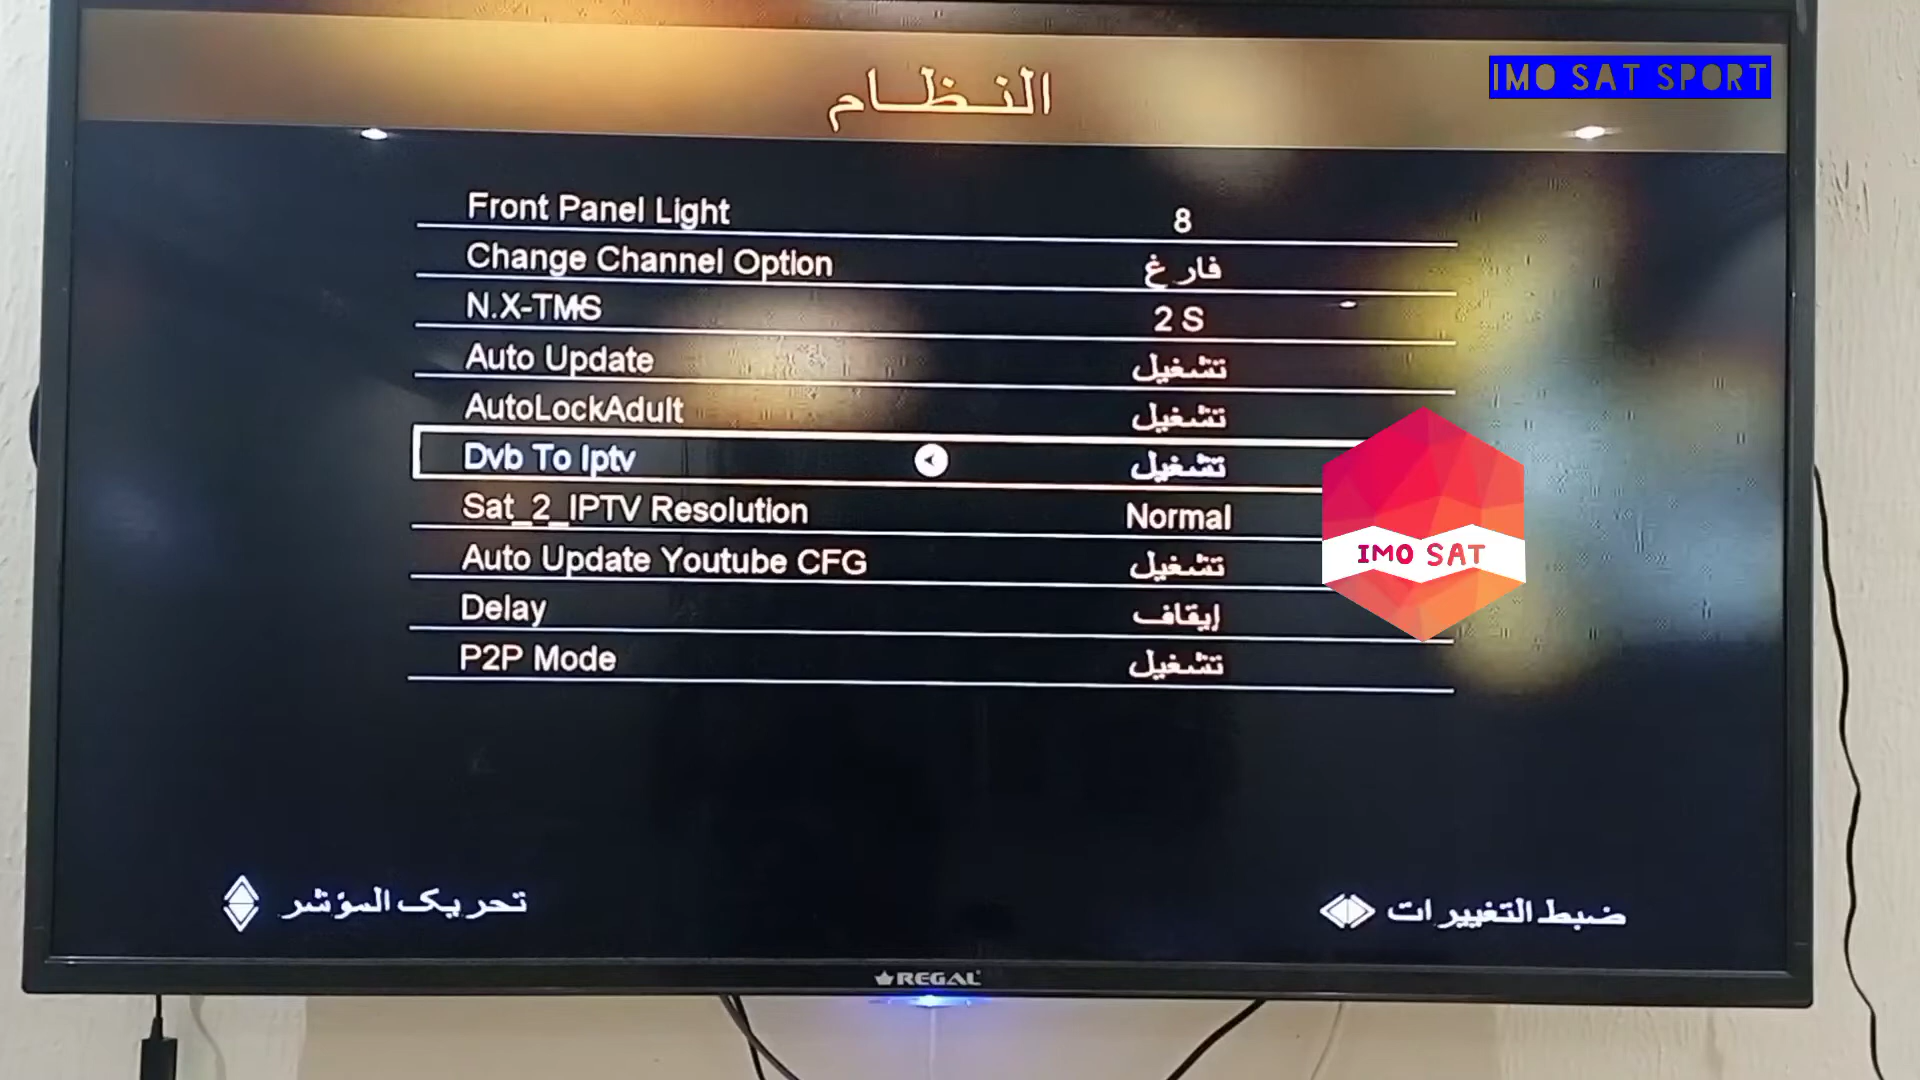 النظام
IMO SAT SPORT
Front Panel Light 8
Change Channel Option فارغ
N.X-TMS 2 S
Auto Update تشغيل
AutoLockAdult تشغيل
Dvb To Iptv تشغيل
Sat_2_IPTV Resolution Normal
Auto Update Youtube CFG تشغيل
Delay إيقاف
P2P Mode تشغيل
IMO SAT
تحريك المؤشر
ضبط التغييرات
REGAL